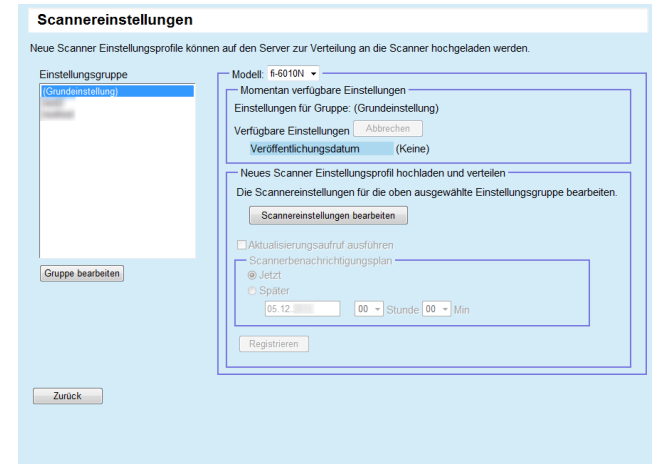 Scannereinstellungen
Neue Scanner Einstellungsprofile können auf den Server zur Verteilung an die Scanner hochgeladen werden.
Einstellungsgruppe
(Grundeinstellung)
Gruppe bearbeiten
Modell: fi-6010N
Momentan verfügbare Einstellungen
Einstellungen für Gruppe: (Grundeinstellung)
Verfügbare Einstellungen Abbrechen
Veröffentlichungsdatum (Keine)
Neues Scanner Einstellungsprofil hochladen und verteilen
Die Scannereinstellungen für die oben ausgewählte Einstellungsgruppe bearbeiten.
Scannereinstellungen bearbeiten
Aktualisierungsaufruf ausführen
Scannerbenachrichtigungsplan
Jetzt
Später
05.12. 00 Stunde 00 Min
Registrieren
Zurück